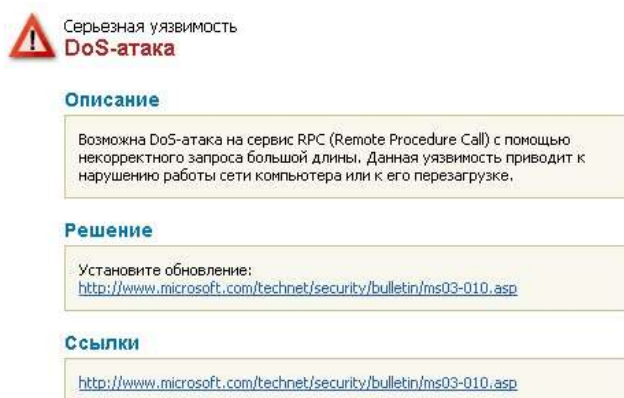 Серьезная уязвимость
DoS-атака
Описание
Возможна DoS-атака на сервис RPC (Remote Procedure Call) с помощью
некорректного запроса большой длины. Данная уязвимость приводит к
нарушению работы сети компьютера или к его перезагрузке.
Решение
Установите обновление:
http://www.microsoft.com/technet/security/bulletin/ms03-010.asp
Ссылки
http://www.microsoft.com/technet/security/bulletin/ms03-010.asp